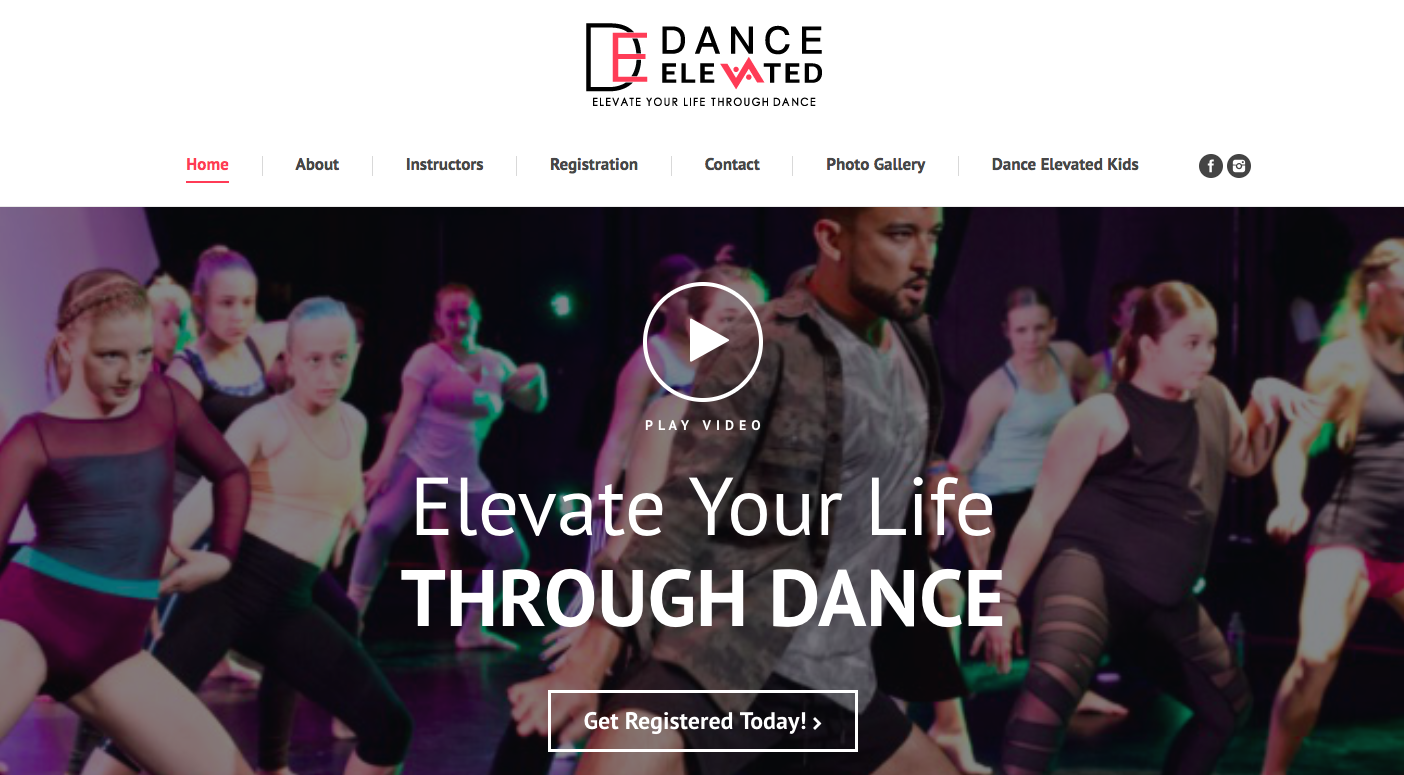 DE
DANCE
ELEVATED
ELEVATE YOUR LIFE THROUGH DANCE
Home
About
Instructors
Registration
Contact
Photo Gallery
Dance Elevated Kids
f
PLAY VIDEO
Elevate Your Life
THROUGH DANCE
Get Registered Today! >